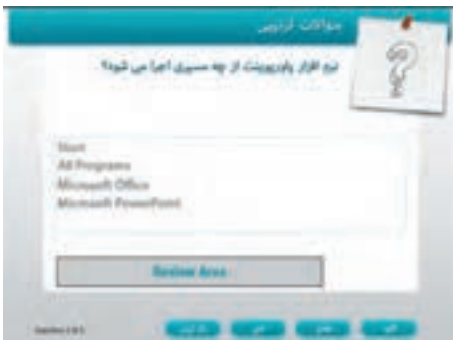 سوالات ترتیبی
نرم افزار پاورپوینت از چه مسیری اجرا می شود؟
Start
All Programs
Microsoft Office
Microsoft PowerPoint
Review Area